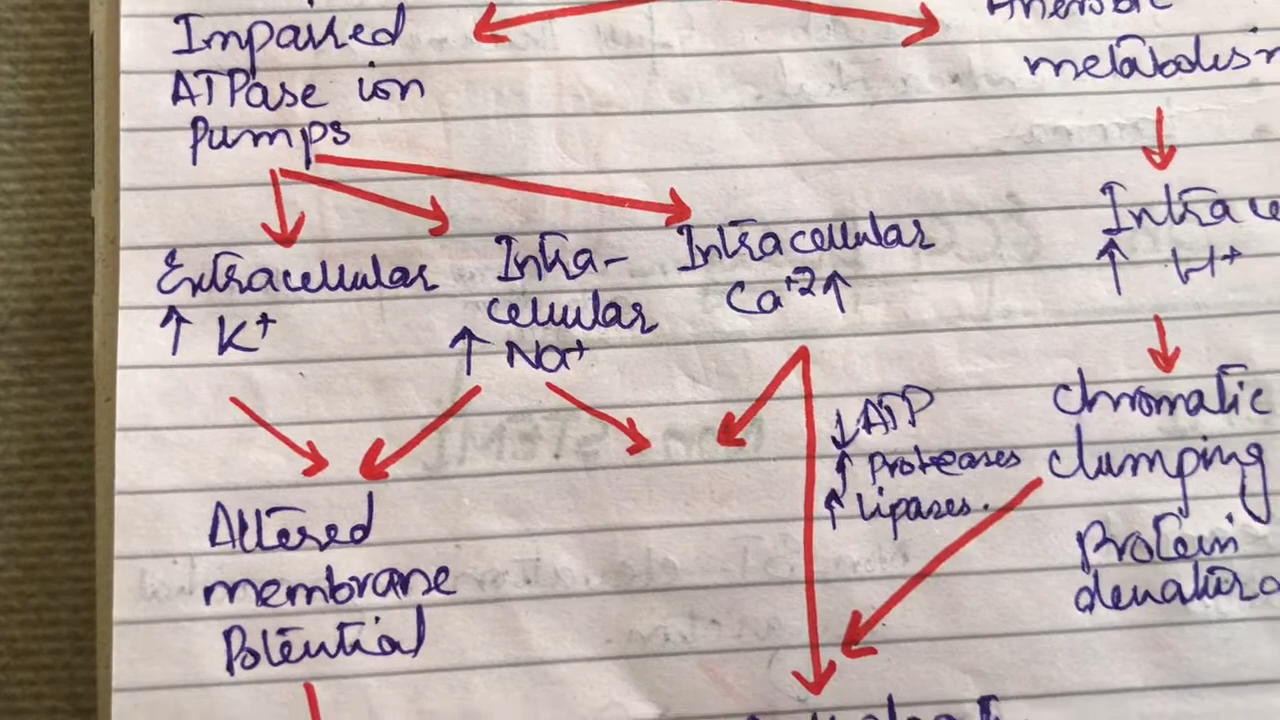 Impaired
ATPase ion
Pumps
metabolism
Extracellular
↑ K+
Intra-
cellular
↑ Na+
Intracellular
Ca+2↑
↑ H+
↓ATP
↑ Proteases
↑ Lipases.
Chromatic
clumping
Protein
Altered
membrane
Potential